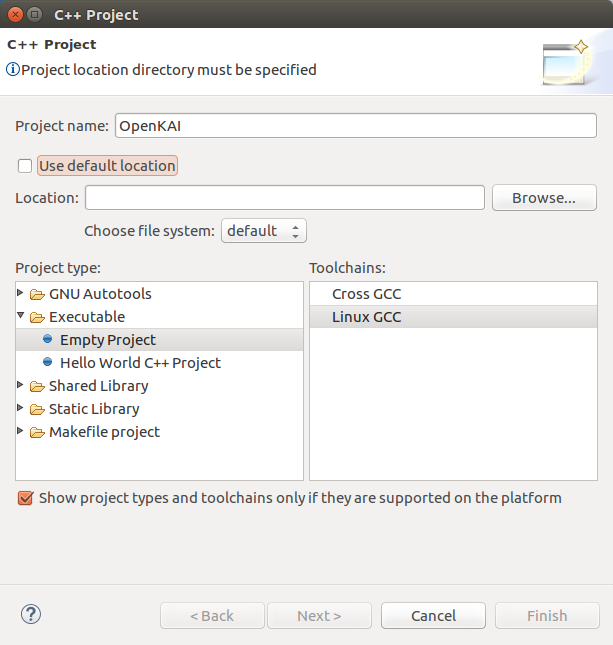 C++ Project
C++ Project
Project location directory must be specified
Project name: OpenKAI
Use default location
Location: Browse...
Choose file system: default
Project type: Toolchains:
GNU Autotools Cross GCC
Executable Linux GCC
Empty Project
Hello World C++ Project
Shared Library
Static Library
Makefile project
Show project types and toolchains only if they are supported on the platform
? < Back Next > Cancel Finish